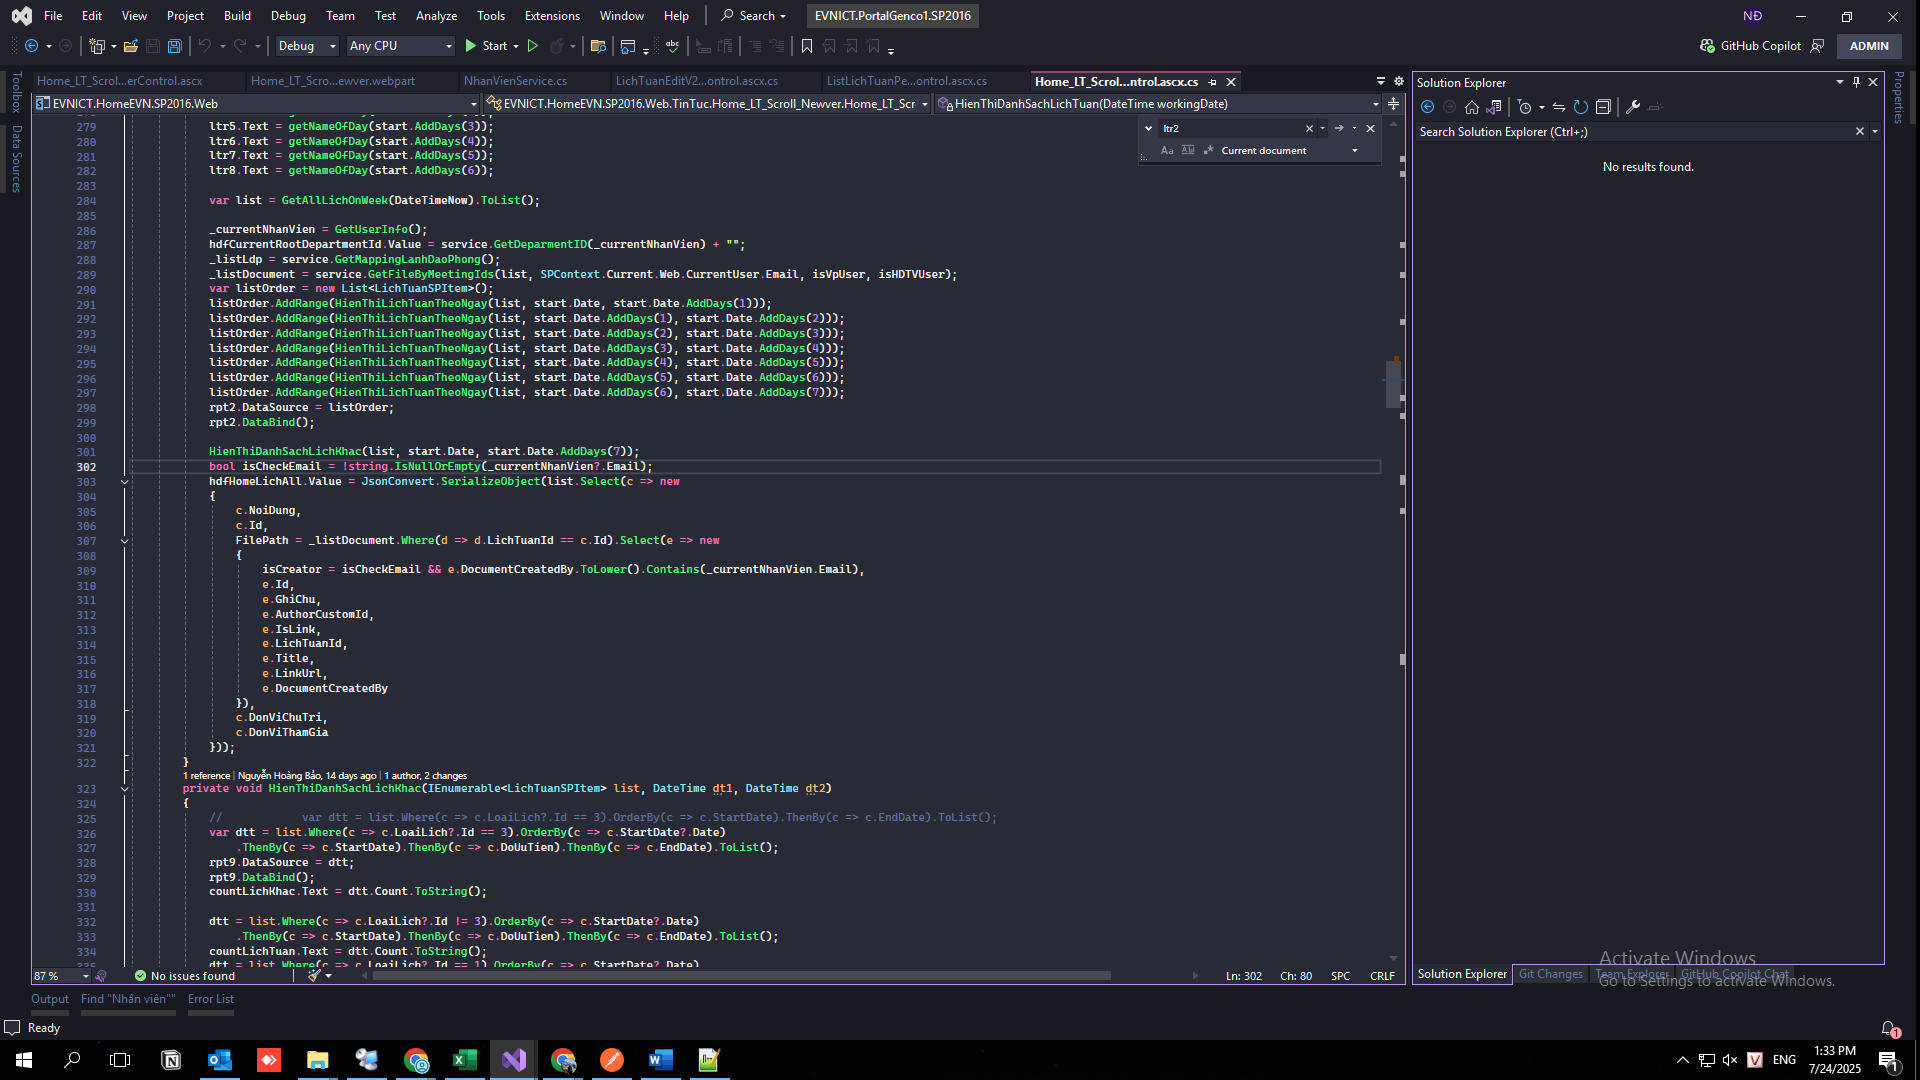 File Edit View Project Build Debug Team Test Analyze Tools Extensions Window Help Search EVNICT.PortalGenco1.SP2016 NĐ
Debug Any CPU Start GitHub Copilot ADMIN
Toolbox
Data Sources
Home_LT_Scrol...erControl.ascx Home_LT_Scro...ewver.webpart NhanVienService.cs LichTuanEditV2...ontrol.ascx.cs ListLichTuanPe...ontrol.ascx.cs Home_LT_Scrol...ntrol.ascx.cs
EVNICT.HomeEVN.SP2016.Web EVNICT.HomeEVN.SP2016.Web.TinTuc.Home_LT_Scroll_Newver.Home_LT_Scr HienThiDanhSachLichTuan(DateTime workingDate)
ltr2
Current document
279 ltr5.Text = getNameOfDay(start.AddDays(3));
280 ltr6.Text = getNameOfDay(start.AddDays(4));
281 ltr7.Text = getNameOfDay(start.AddDays(5));
282 ltr8.Text = getNameOfDay(start.AddDays(6));
283
284 var list = GetAllLichOnWeek(DateTimeNow).ToList();
285
286 _currentNhanVien = GetUserInfo();
287 hdfCurrentRootDepartmentId.Value = service.GetDeparmentID(_currentNhanVien) + "";
288 _listLdp = service.GetMappingLanhDaoPhong();
289 _listDocument = service.GetFileByMeetingIds(list, SPContext.Current.Web.CurrentUser.Email, isVpUser, isHDTVUser);
290 var listOrder = new List<LichTuanSPItem>();
291 listOrder.AddRange(HienThiLichTuanTheoNgay(list, start.Date, start.Date.AddDays(1)));
292 listOrder.AddRange(HienThiLichTuanTheoNgay(list, start.Date.AddDays(1), start.Date.AddDays(2)));
293 listOrder.AddRange(HienThiLichTuanTheoNgay(list, start.Date.AddDays(2), start.Date.AddDays(3)));
294 listOrder.AddRange(HienThiLichTuanTheoNgay(list, start.Date.AddDays(3), start.Date.AddDays(4)));
295 listOrder.AddRange(HienThiLichTuanTheoNgay(list, start.Date.AddDays(4), start.Date.AddDays(5)));
296 listOrder.AddRange(HienThiLichTuanTheoNgay(list, start.Date.AddDays(5), start.Date.AddDays(6)));
297 listOrder.AddRange(HienThiLichTuanTheoNgay(list, start.Date.AddDays(6), start.Date.AddDays(7)));
298 rpt2.DataSource = listOrder;
299 rpt2.DataBind();
300
301 HienThiDanhSachLichKhac(list, start.Date, start.Date.AddDays(7));
302 bool isCheckEmail = !string.IsNullOrEmpty(_currentNhanVien?.Email);
303 hdfHomeLichAll.Value = JsonConvert.SerializeObject(list.Select(c => new
304 {
305 c.NoiDung,
306 c.Id,
307 FilePath = _listDocument.Where(d => d.LichTuanId == c.Id).Select(e => new
308 {
309 isCreator = isCheckEmail && e.DocumentCreatedBy.ToLower().Contains(_currentNhanVien.Email),
310 e.Id,
311 e.GhiChu,
312 e.AuthorCustomId,
313 e.IsLink,
314 e.LichTuanId,
315 e.Title,
316 e.LinkUrl,
317 e.DocumentCreatedBy
318 }),
319 c.DonViChuTri,
320 c.DonViThamGia
321 }));
322 }
1 reference | Nguyễn Hoàng Bảo, 14 days ago | 1 author, 2 changes
323 private void HienThiDanhSachLichKhac(IEnumerable<LichTuanSPItem> list, DateTime dt1, DateTime dt2)
324 {
325 // var dtt = list.Where(c => c.LoaiLich?.Id == 3).OrderBy(c => c.StartDate).ThenBy(c => c.EndDate).ToList();
326 var dtt = list.Where(c => c.LoaiLich?.Id == 3).OrderBy(c => c.StartDate?.Date)
327 .ThenBy(c => c.StartDate).ThenBy(c => c.DoUuTien).ThenBy(c => c.EndDate).ToList();
328 rpt9.DataSource = dtt;
329 rpt9.DataBind();
330 countLichKhac.Text = dtt.Count.ToString();
331
332 dtt = list.Where(c => c.LoaiLich?.Id != 3).OrderBy(c => c.StartDate?.Date)
333 .ThenBy(c => c.StartDate).ThenBy(c => c.DoUuTien).ThenBy(c => c.EndDate).ToList();
334 countLichTuan.Text = dtt.Count.ToString();
dtt = list.Where(c => c.LoaiLich?.Id == 1).OrderBy(c => c.StartDate?.Date)
87 % No issues found Ln: 302 Ch: 80 SPC CRLF
Solution Explorer
Search Solution Explorer (Ctrl+;)
No results found.
Properties
Activate Windows
Go to Settings to activate Windows.
Solution Explorer Git Changes Team Explorer GitHub Copilot Chat
Output Find "Nhân viên" Error List
Ready
1
ENG
1:33 PM
7/24/2025
1